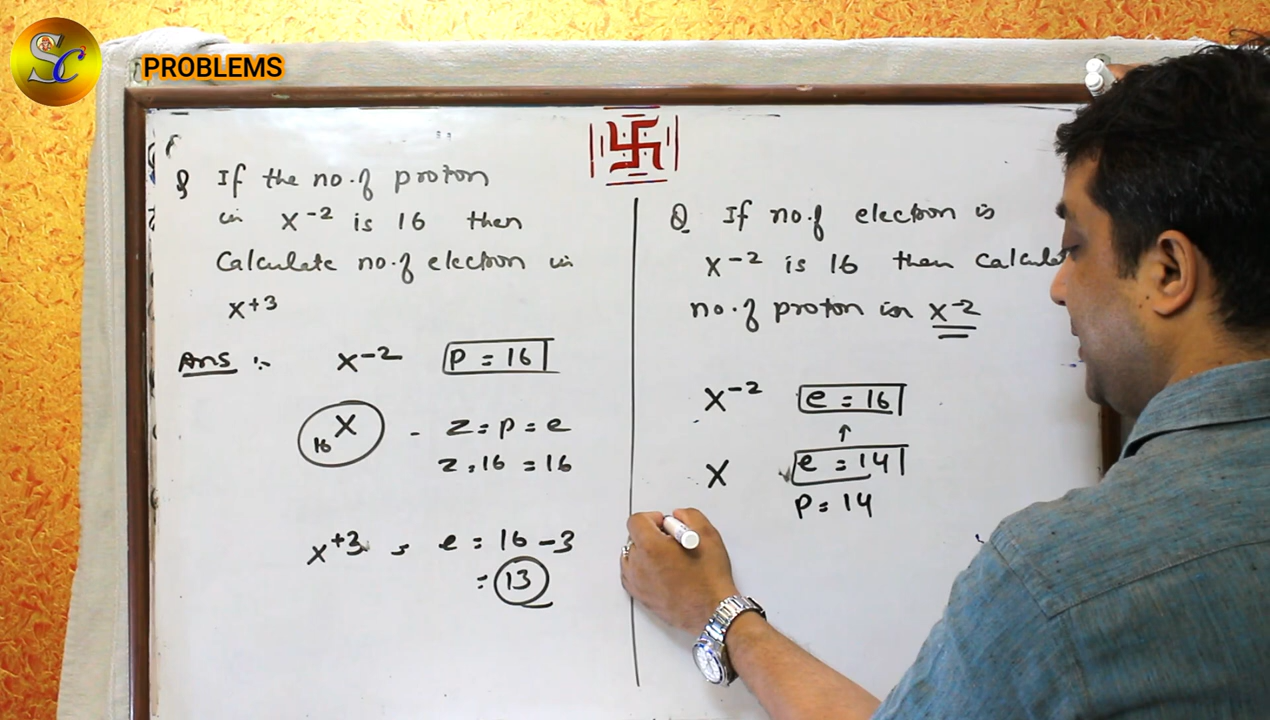 Sc
PROBLEMS
Q If the no. of proton
in X-2 is 16 then
Calculate no. of electron in
X+3
Ans :- X-2 P = 16
16X - Z = P = e
Z = 16 = 16
X+3 , e = 16 - 3
= 13
Q If no. of electron is
X-2 is 16 then Calculat
no. of proton in X-2
X-2 e = 16
↑
X e = 14
P = 14